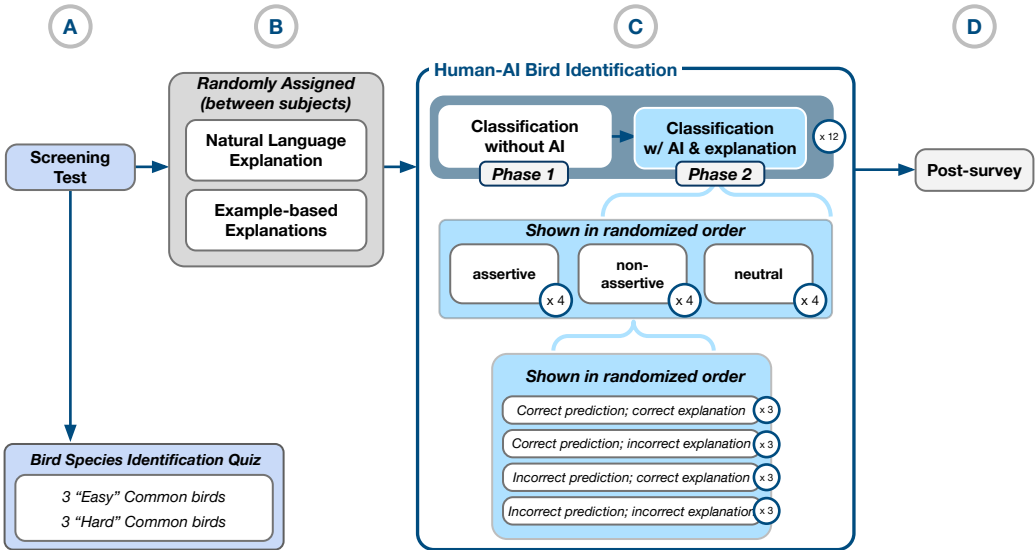 A
B
C
D
Screening
Test
Randomly Assigned
(between subjects)
Natural Language
Explanation
Example-based
Explanations
Human-AI Bird Identification
Classification
without AI
Phase 1
Classification
w/ AI & explanation
Phase 2
x 12
Shown in randomized order
assertive
x 4
non-
assertive
x 4
neutral
x 4
Shown in randomized order
Correct prediction; correct explanation
x 3
Correct prediction; incorrect explanation
x 3
Incorrect prediction; correct explanation
x 3
Incorrect prediction; incorrect explanation
x 3
Post-survey
Bird Species Identification Quiz
3 “Easy” Common birds
3 “Hard” Common birds